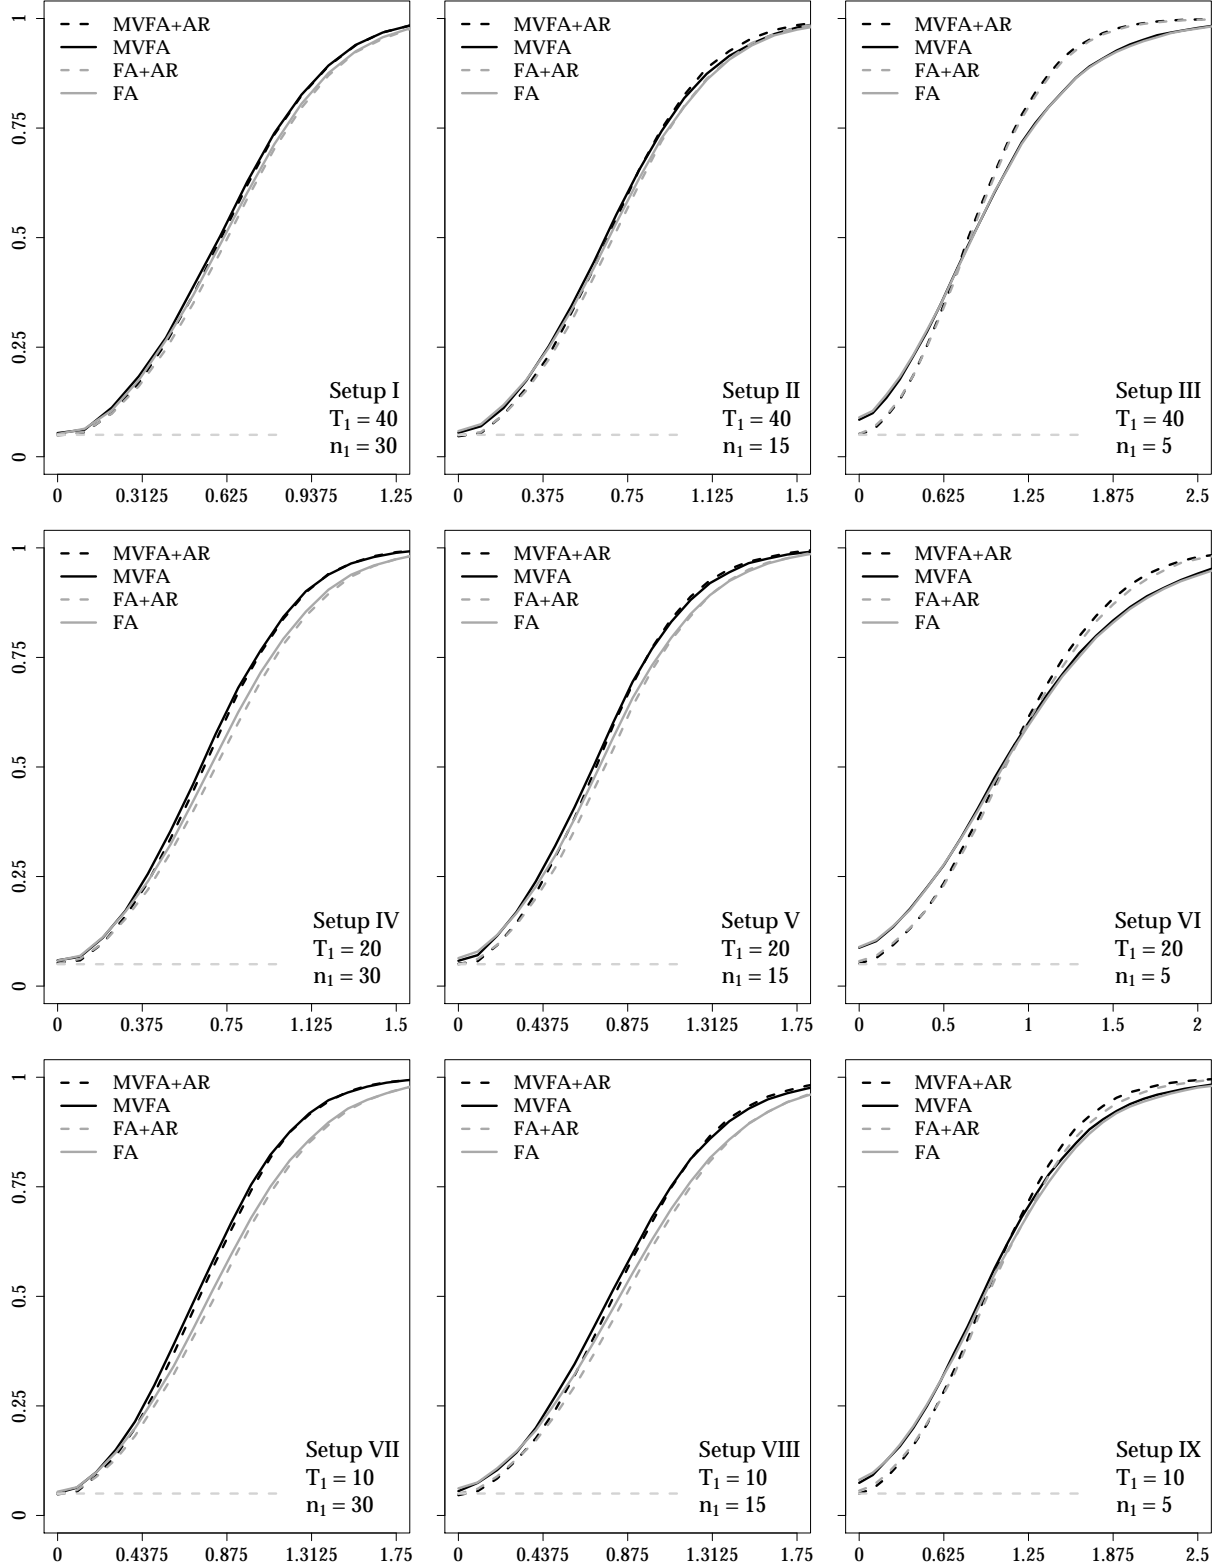 MVFA+AR
MVFA
FA+AR
FA
1
0.75
0.5
0.25
0
Setup I
T1 = 40
n1 = 30
0 0.3125 0.625 0.9375 1.25
MVFA+AR
MVFA
FA+AR
FA
Setup II
T1 = 40
n1 = 15
0 0.375 0.75 1.125 1.5
MVFA+AR
MVFA
FA+AR
FA
Setup III
T1 = 40
n1 = 5
0 0.625 1.25 1.875 2.5
MVFA+AR
MVFA
FA+AR
FA
1
0.75
0.5
0.25
0
Setup IV
T1 = 20
n1 = 30
0 0.375 0.75 1.125 1.5
MVFA+AR
MVFA
FA+AR
FA
Setup V
T1 = 20
n1 = 15
0 0.4375 0.875 1.3125 1.75
MVFA+AR
MVFA
FA+AR
FA
Setup VI
T1 = 20
n1 = 5
0 0.5 1 1.5 2
MVFA+AR
MVFA
FA+AR
FA
1
0.75
0.5
0.25
0
Setup VII
T1 = 10
n1 = 30
0 0.4375 0.875 1.3125 1.75
MVFA+AR
MVFA
FA+AR
FA
Setup VIII
T1 = 10
n1 = 15
0 0.4375 0.875 1.3125 1.75
MVFA+AR
MVFA
FA+AR
FA
Setup IX
T1 = 10
n1 = 5
0 0.625 1.25 1.875 2.5